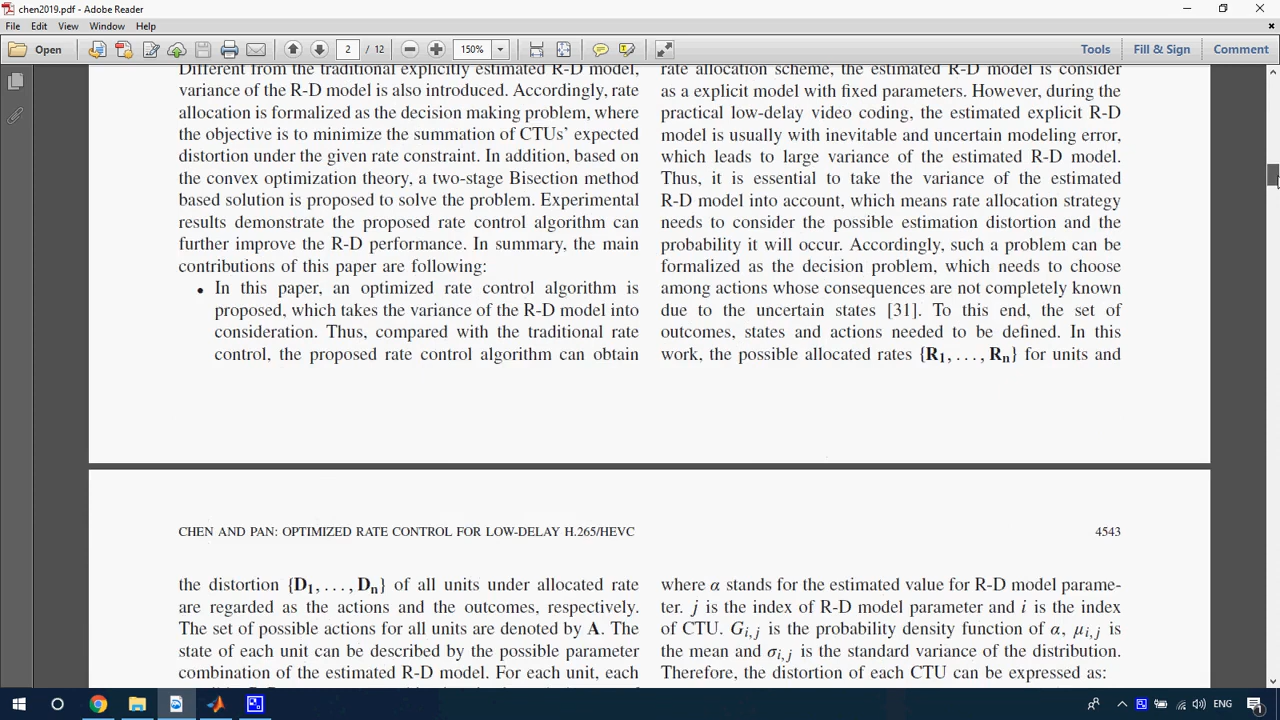 chen2019.pdf - Adobe Reader
File Edit View Window Help
Open 2 / 12 150% Tools Fill & Sign Comment
Different from the traditional explicitly estimated R-D model,
variance of the R-D model is also introduced. Accordingly, rate
allocation is formalized as the decision making problem, where
the objective is to minimize the summation of CTUs' expected
distortion under the given rate constraint. In addition, based on
the convex optimization theory, a two-stage Bisection method
based solution is proposed to solve the problem. Experimental
results demonstrate the proposed rate control algorithm can
further improve the R-D performance. In summary, the main
contributions of this paper are following:
• In this paper, an optimized rate control algorithm is
proposed, which takes the variance of the R-D model into
consideration. Thus, compared with the traditional rate
control, the proposed rate control algorithm can obtain
rate allocation scheme, the estimated R-D model is consider
as a explicit model with fixed parameters. However, during the
practical low-delay video coding, the estimated explicit R-D
model is usually with inevitable and uncertain modeling error,
which leads to large variance of the estimated R-D model.
Thus, it is essential to take the variance of the estimated
R-D model into account, which means rate allocation strategy
needs to consider the possible estimation distortion and the
probability it will occur. Accordingly, such a problem can be
formalized as the decision problem, which needs to choose
among actions whose consequences are not completely known
due to the uncertain states [31]. To this end, the set of
outcomes, states and actions needed to be defined. In this
work, the possible allocated rates {R1, . . . , Rn} for units and
CHEN AND PAN: OPTIMIZED RATE CONTROL FOR LOW-DELAY H.265/HEVC 4543
the distortion {D1, . . . , Dn} of all units under allocated rate
are regarded as the actions and the outcomes, respectively.
The set of possible actions for all units are denoted by A. The
state of each unit can be described by the possible parameter
combination of the estimated R-D model. For each unit, each
where α stands for the estimated value for R-D model parame-
ter. j is the index of R-D model parameter and i is the index
of CTU. Gi,j is the probability density function of α, μi,j is
the mean and σi,j is the standard variance of the distribution.
Therefore, the distortion of each CTU can be expressed as:
ENG 1